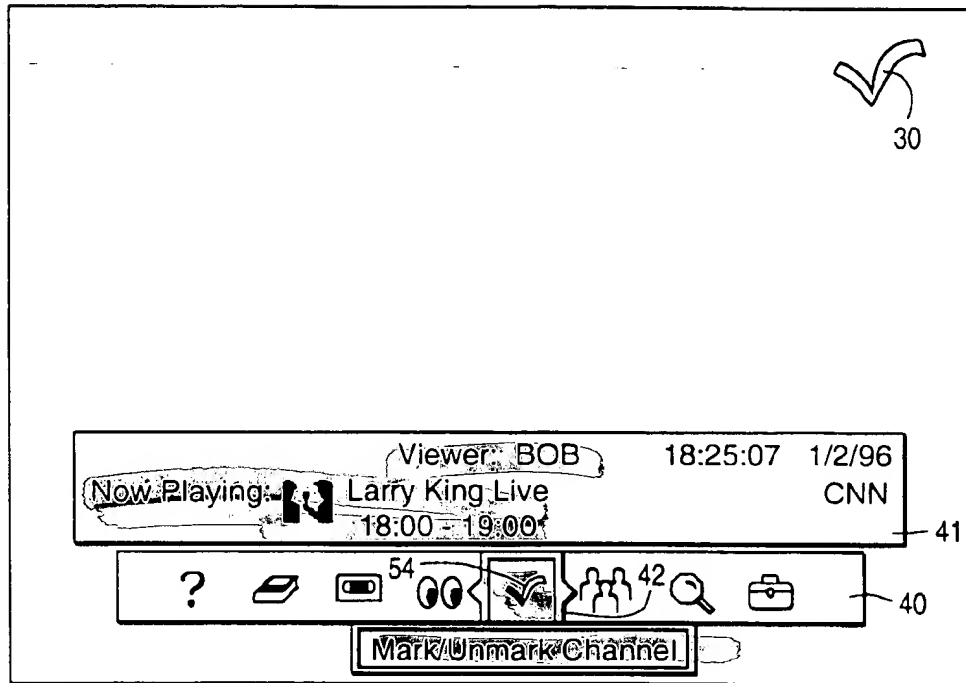 30
Viewer: BOB 18:25:07 1/2/96
Now Playing: Larry King Live CNN
18:00 - 19:00
41
54 42
? 40
Mark/Unmark Channel